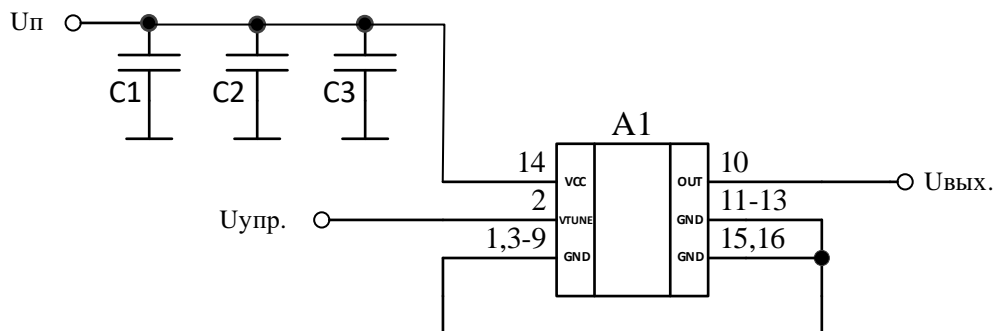 Uп
C1
C2
C3
A1
14
VCC
OUT
10
Uвых.
Uупр.
2
VTUNE
GND
11-13
1,3-9
GND
GND
15,16